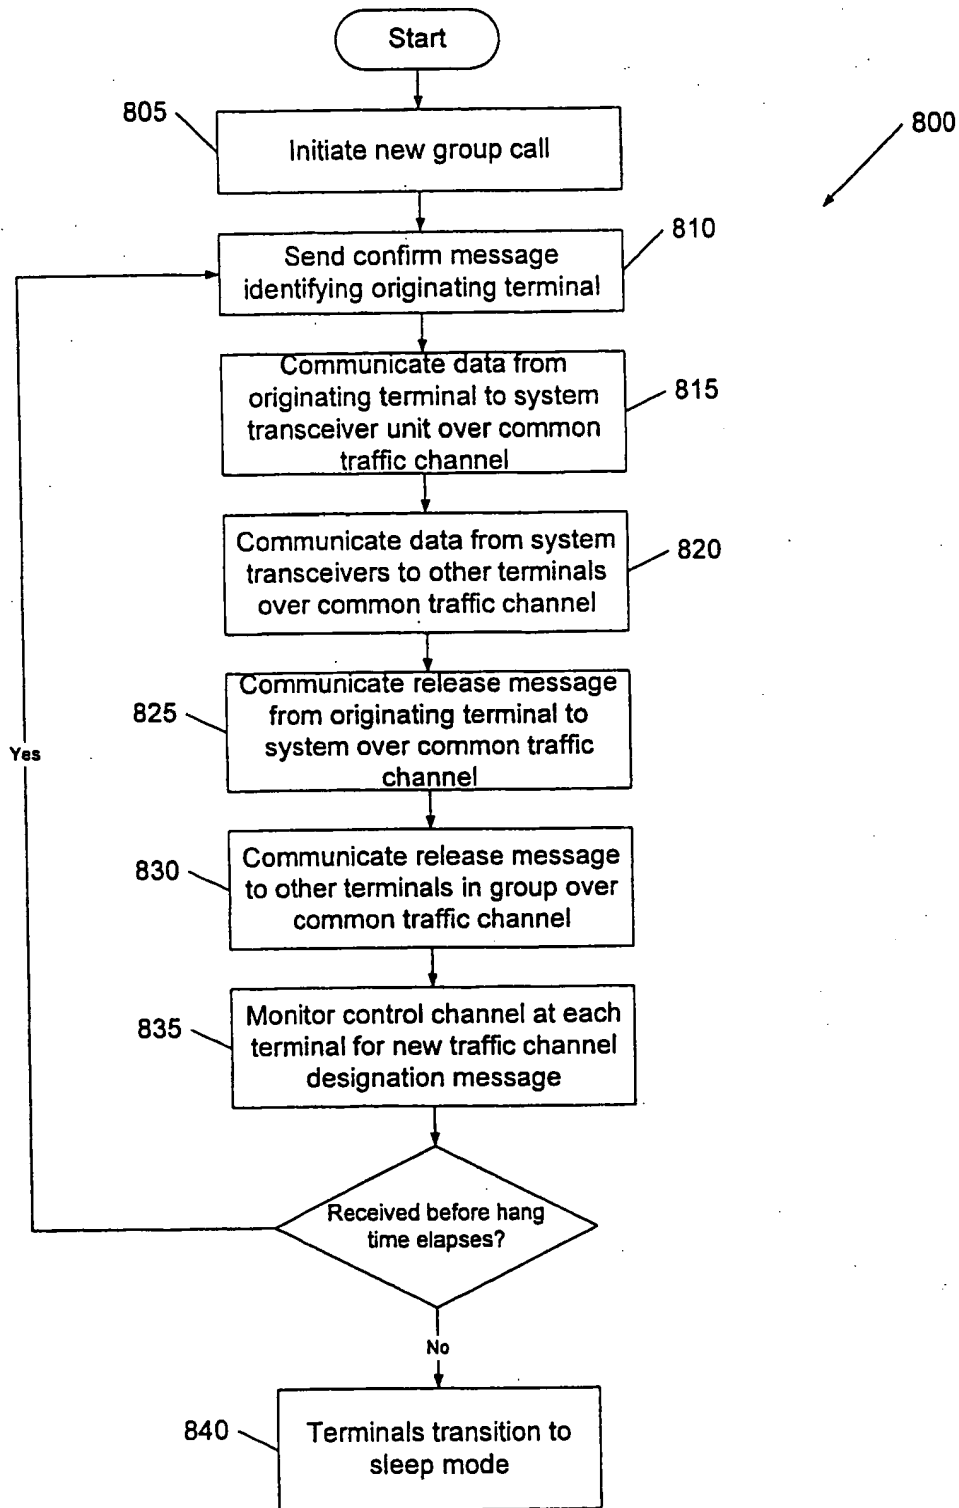 Start
805
Initiate new group call
800
810
Send confirm message
identifying originating terminal
Communicate data from
originating terminal to system
transceiver unit over common
traffic channel
815
Communicate data from system
transceivers to other terminals
over common traffic channel
820
825
Communicate release message
from originating terminal to
system over common traffic
channel
Yes
830
Communicate release message
to other terminals in group over
common traffic channel
835
Monitor control channel at each
terminal for new traffic channel
designation message
Received before hang
time elapses?
No
840
Terminals transition to
sleep mode